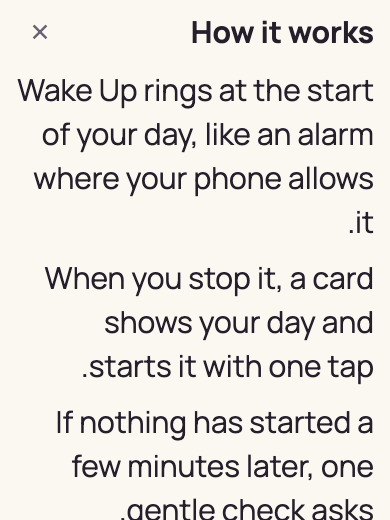 How it works
×
Wake Up rings at the start
of your day, like an alarm
where your phone allows
.it
When you stop it, a card
shows your day and
.starts it with one tap
If nothing has started a
few minutes later, one
.gentle check asks